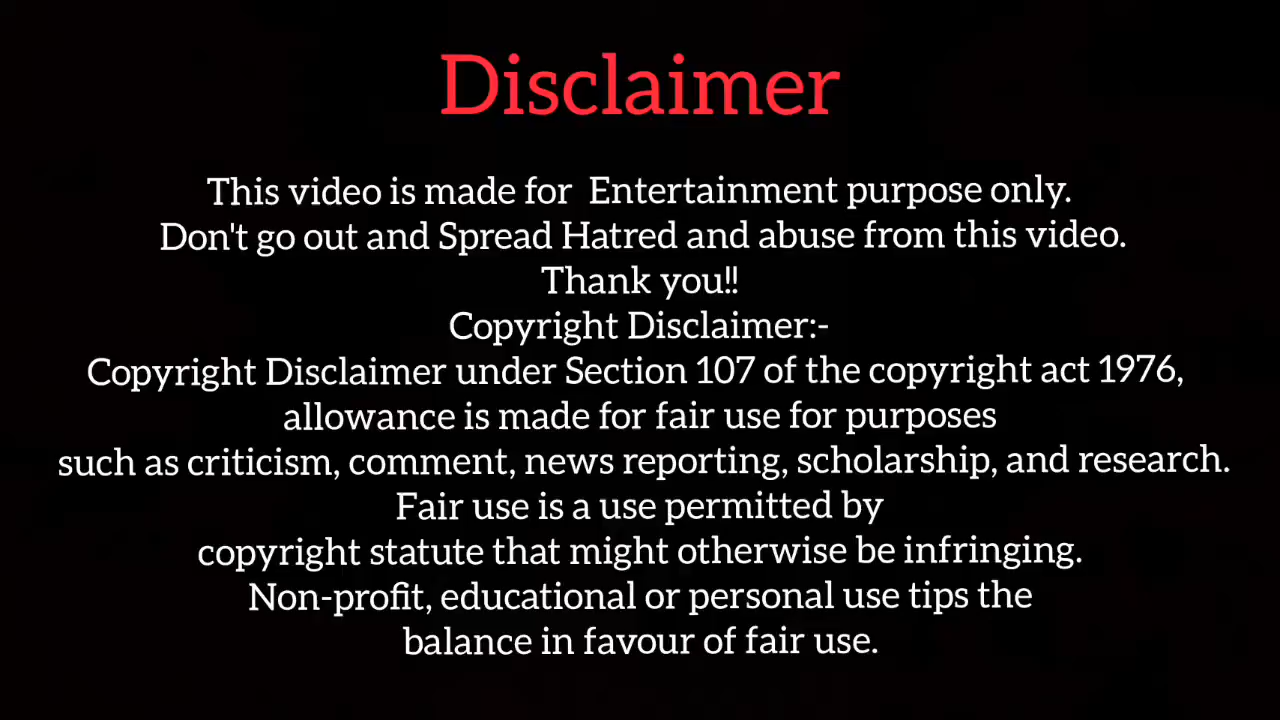 Disclaimer
This video is made for Entertainment purpose only.
Don't go out and Spread Hatred and abuse from this video.
Thank you!!
Copyright Disclaimer:-
Copyright Disclaimer under Section 107 of the copyright act 1976,
allowance is made for fair use for purposes
such as criticism, comment, news reporting, scholarship, and research.
Fair use is a use permitted by
copyright statute that might otherwise be infringing.
Non-profit, educational or personal use tips the
balance in favour of fair use.